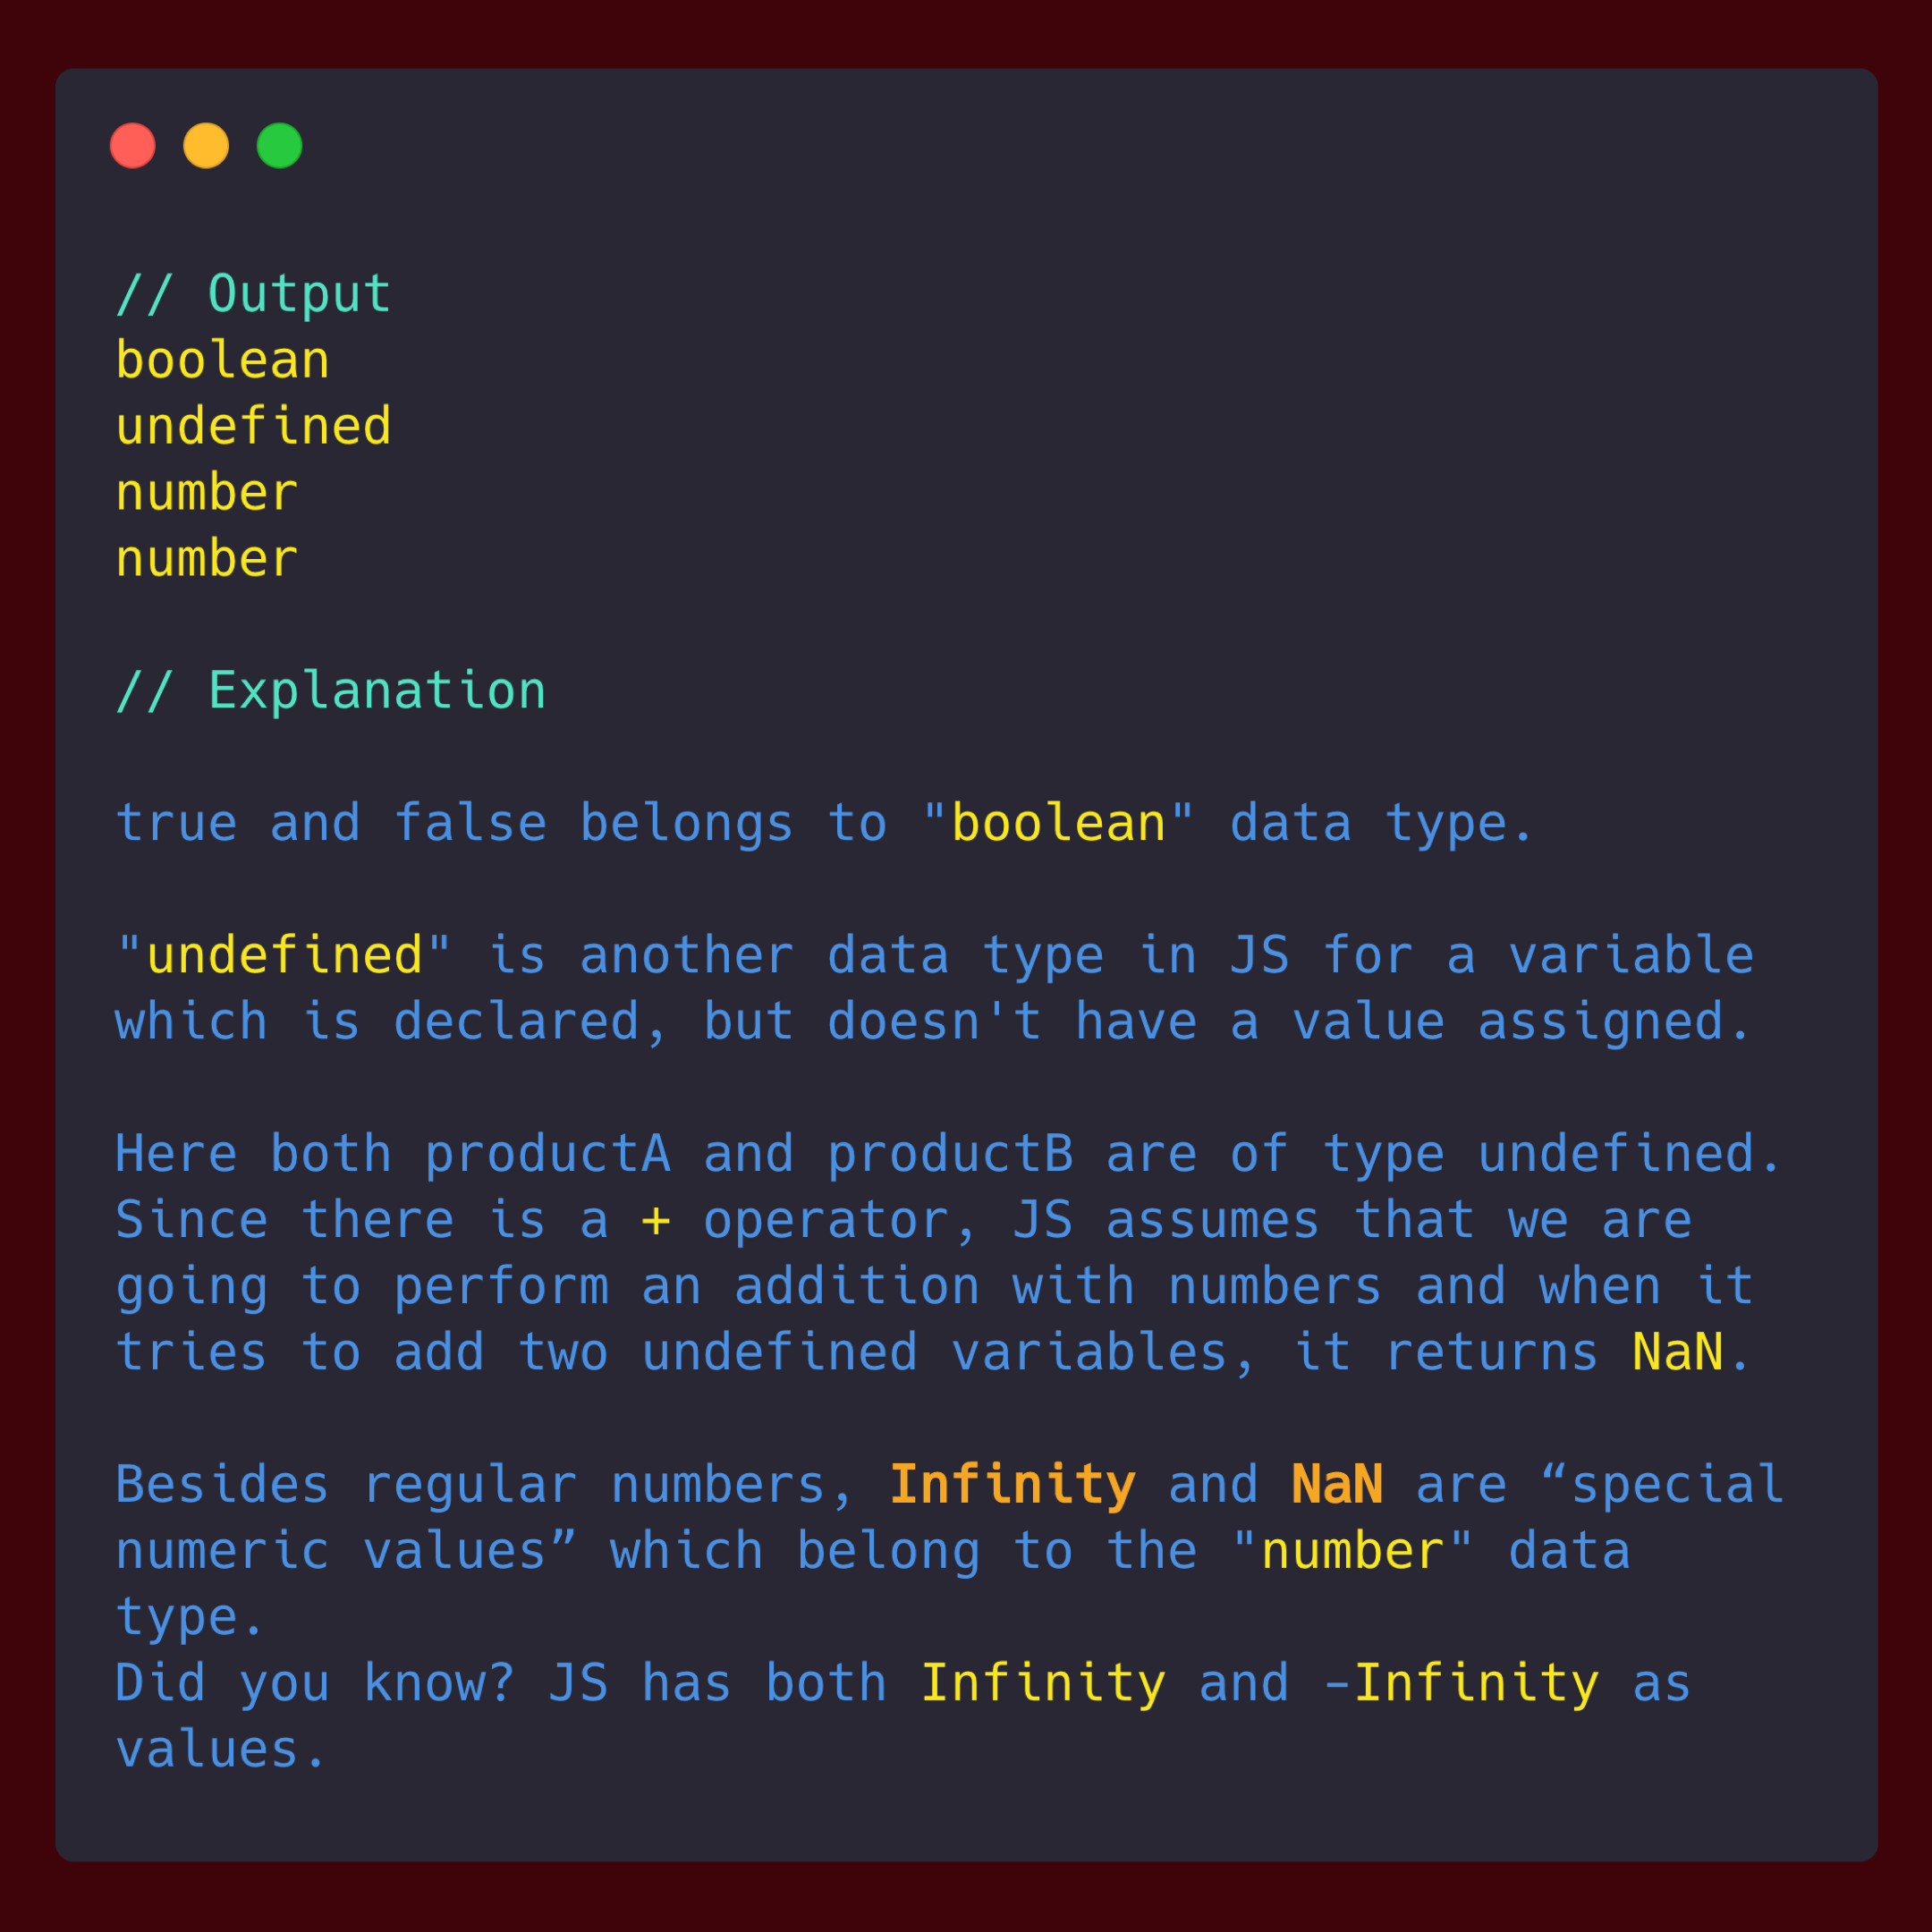 // Output
boolean
undefined
number
number
// Explanation
true and false belongs to "boolean" data type.
"undefined" is another data type in JS for a variable
which is declared, but doesn't have a value assigned.
Here both productA and productB are of type undefined.
Since there is a + operator, JS assumes that we are
going to perform an addition with numbers and when it
tries to add two undefined variables, it returns NaN.
Besides regular numbers, Infinity and NaN are “special
numeric values” which belong to the "number" data
type.
Did you know? JS has both Infinity and -Infinity as
values.